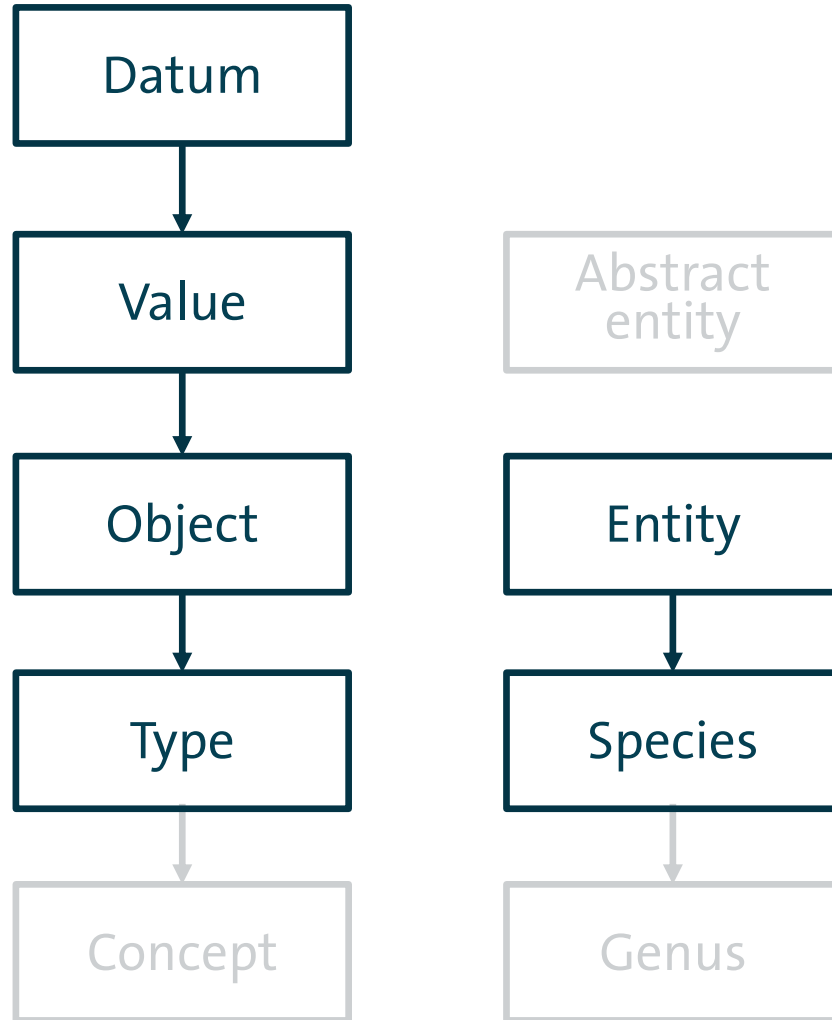 Datum
Value
Abstract
entity
Object
Entity
Type
Species
Concept
Genus